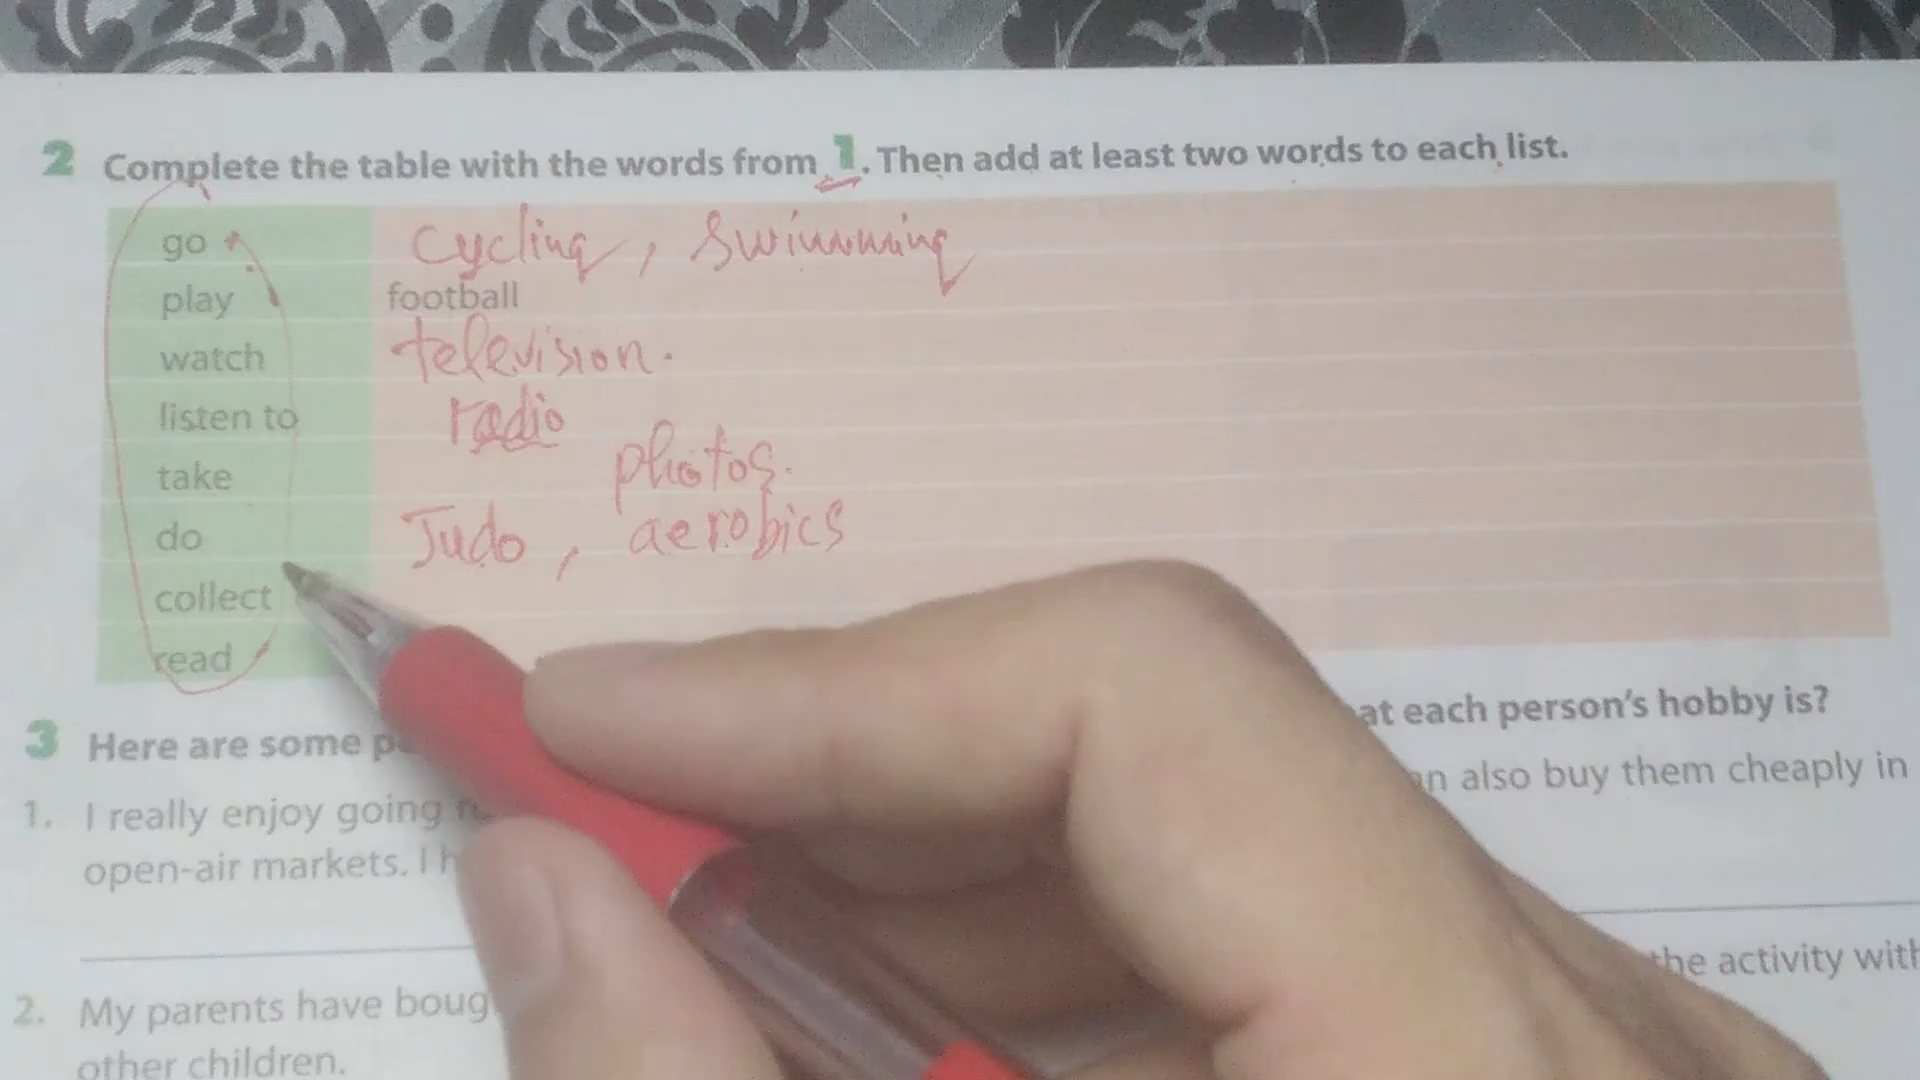 2 Complete the table with the words from 1. Then add at least two words to each list.
go cycling, swimming
play football
watch television.
listen to radio
take photos.
do Judo, aerobics
collect
read
3 Here are some at each person's hobby is?
1. I really enjoy going also buy them cheaply in
open-air markets. I
the activity with
2. My parents have
other children.